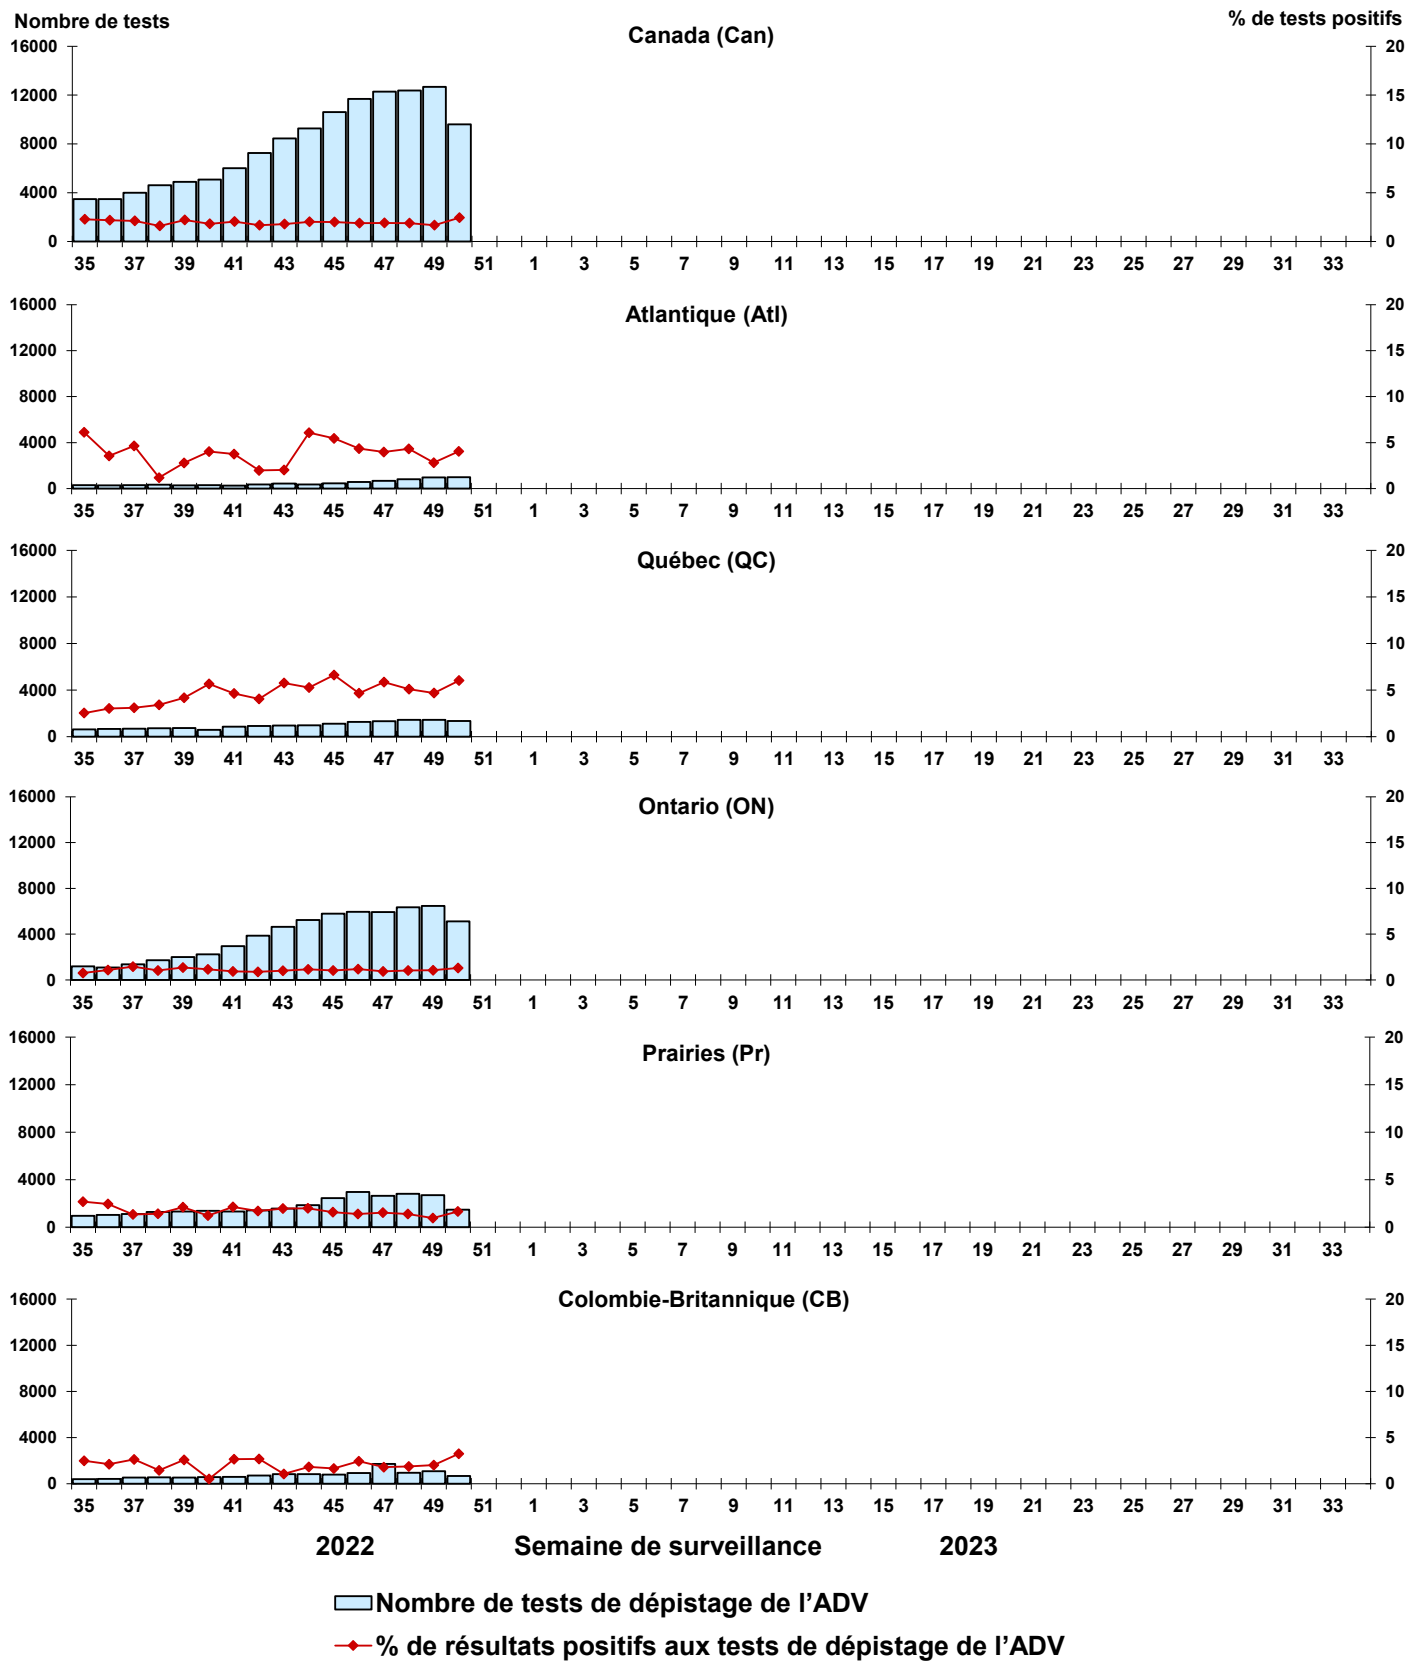 Nombre de tests
% de tests positifs
Canada (Can)
16000 20
12000 15
8000 10
4000 5
0 0
35 37 39 41 43 45 47 49 51 1 3 5 7 9 11 13 15 17 19 21 23 25 27 29 31 33
Atlantique (Atl)
16000 20
12000 15
8000 10
4000 5
0 0
35 37 39 41 43 45 47 49 51 1 3 5 7 9 11 13 15 17 19 21 23 25 27 29 31 33
Québec (QC)
16000 20
12000 15
8000 10
4000 5
0 0
35 37 39 41 43 45 47 49 51 1 3 5 7 9 11 13 15 17 19 21 23 25 27 29 31 33
Ontario (ON)
16000 20
12000 15
8000 10
4000 5
0 0
35 37 39 41 43 45 47 49 51 1 3 5 7 9 11 13 15 17 19 21 23 25 27 29 31 33
Prairies (Pr)
16000 20
12000 15
8000 10
4000 5
0 0
35 37 39 41 43 45 47 49 51 1 3 5 7 9 11 13 15 17 19 21 23 25 27 29 31 33
Colombie-Britannique (CB)
16000 20
12000 15
8000 10
4000 5
0 0
35 37 39 41 43 45 47 49 51 1 3 5 7 9 11 13 15 17 19 21 23 25 27 29 31 33
2022 Semaine de surveillance 2023
Nombre de tests de dépistage de l’ADV
% de résultats positifs aux tests de dépistage de l’ADV